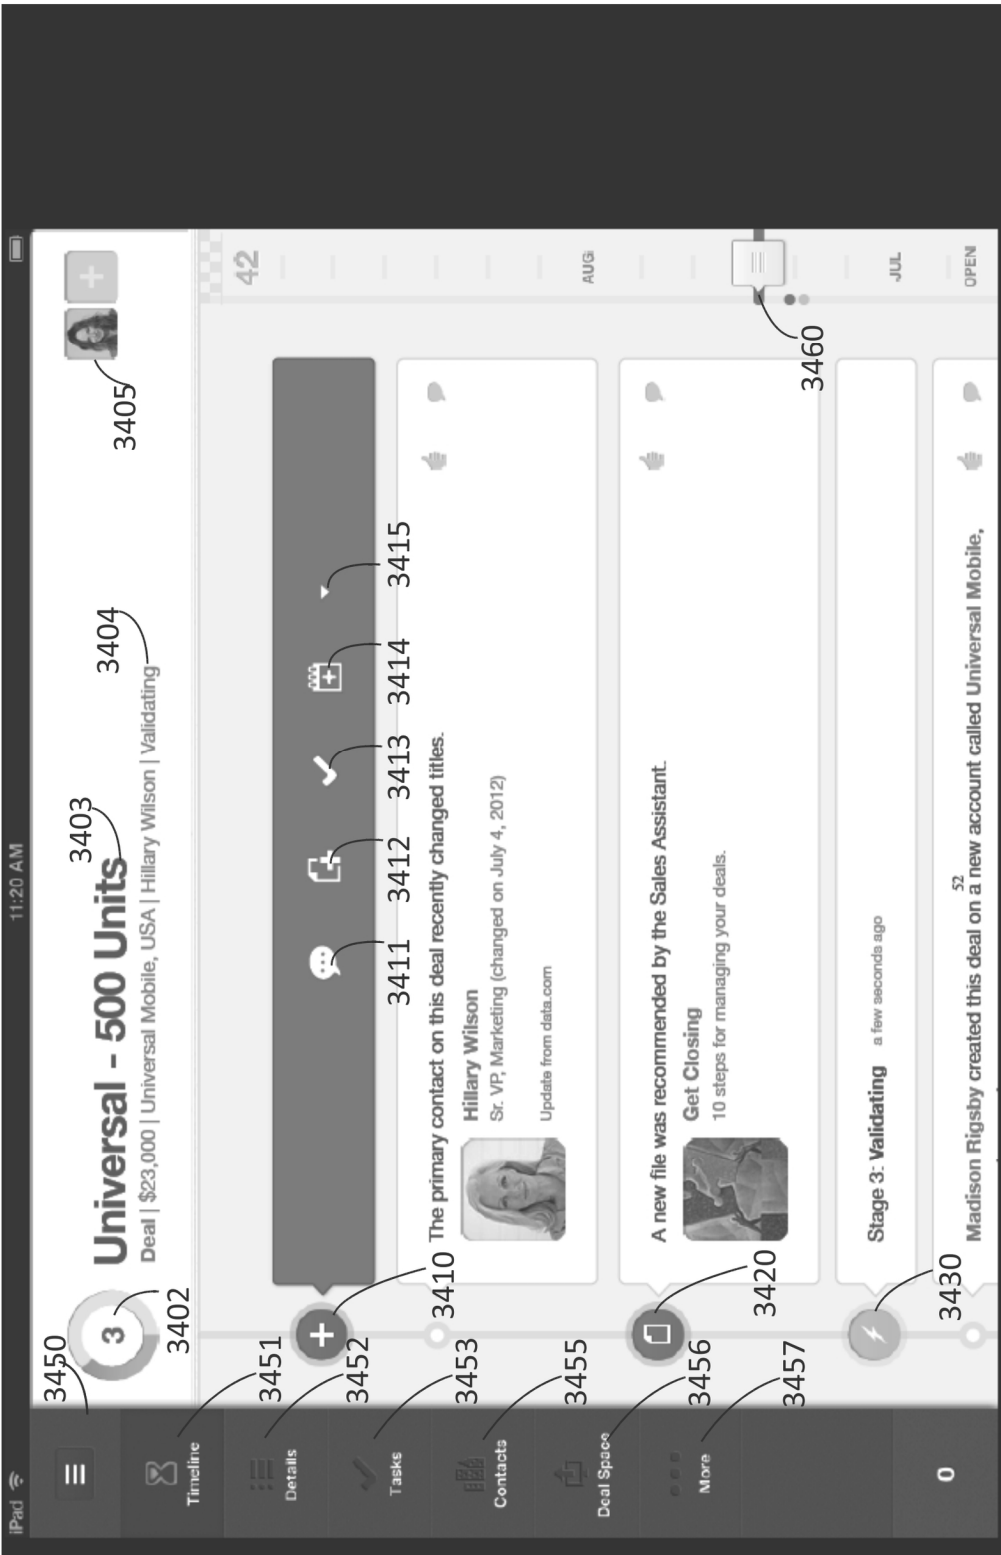 iPad
11:20 AM
3450
3
3402
Universal - 500 Units
3403
Deal | $23,000 | Universal Mobile, USA | Hillary Wilson | Validating
3404
3405
+
Timeline
3451
Details
3452
Tasks
3453
Contacts
3455
Deal Space
3456
More
3457
0
3410
3411
3412
3413
3414
3415
The primary contact on this deal recently changed titles.
Hillary Wilson
Sr. VP, Marketing (changed on July 4, 2012)
Update from data.com
3420
A new file was recommended by the Sales Assistant.
Get Closing
10 steps for managing your deals.
3430
Stage 3: Validating a few seconds ago
52
Madison Rigsby created this deal on a new account called Universal Mobile,
42
AUG
3460
JUL
OPEN